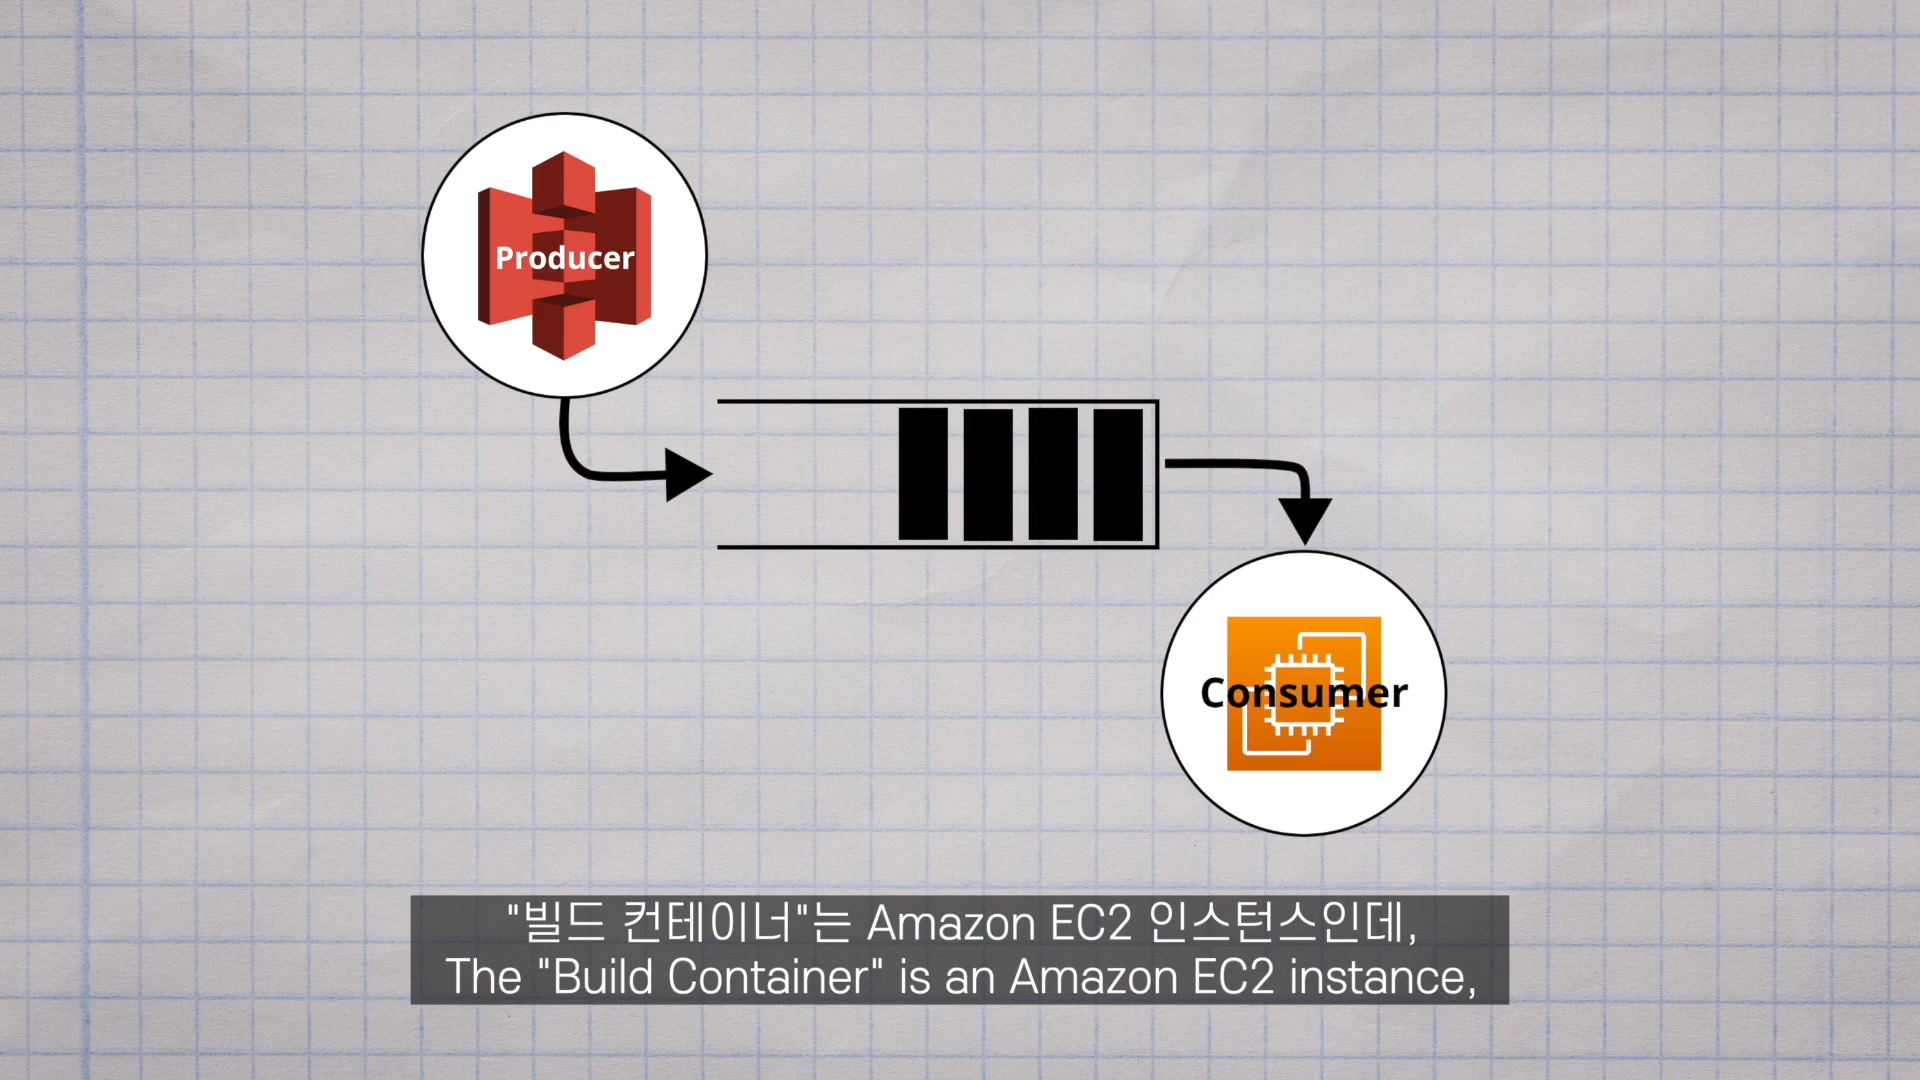 Producer
Consumer
"빌드 컨테이너"는 Amazon EC2 인스턴스인데,
The "Build Container" is an Amazon EC2 instance,